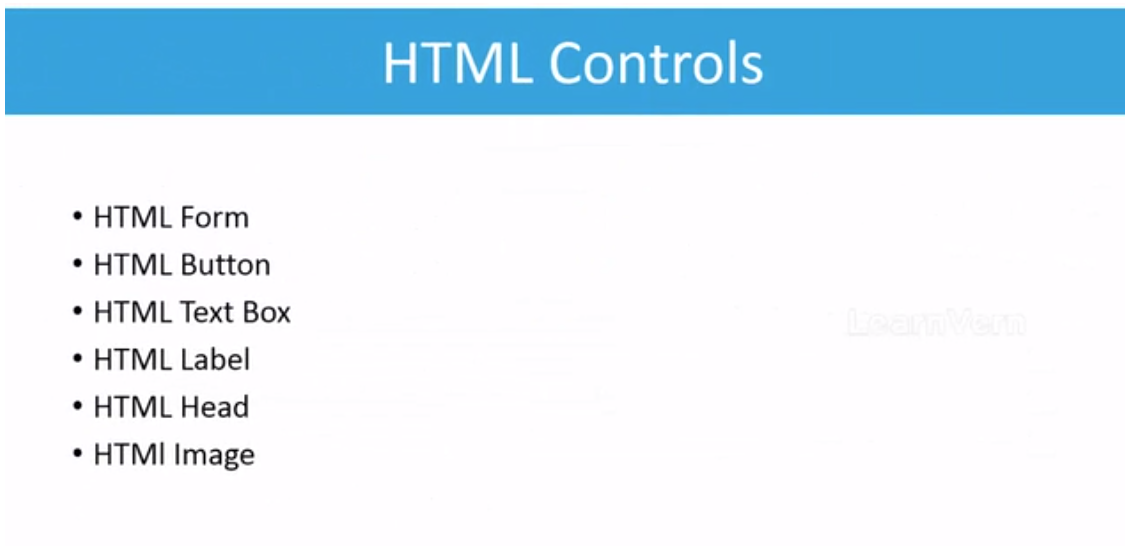 HTML Controls
• HTML Form
• HTML Button
• HTML Text Box
• HTML Label
• HTML Head
• HTMl Image
LearnVern